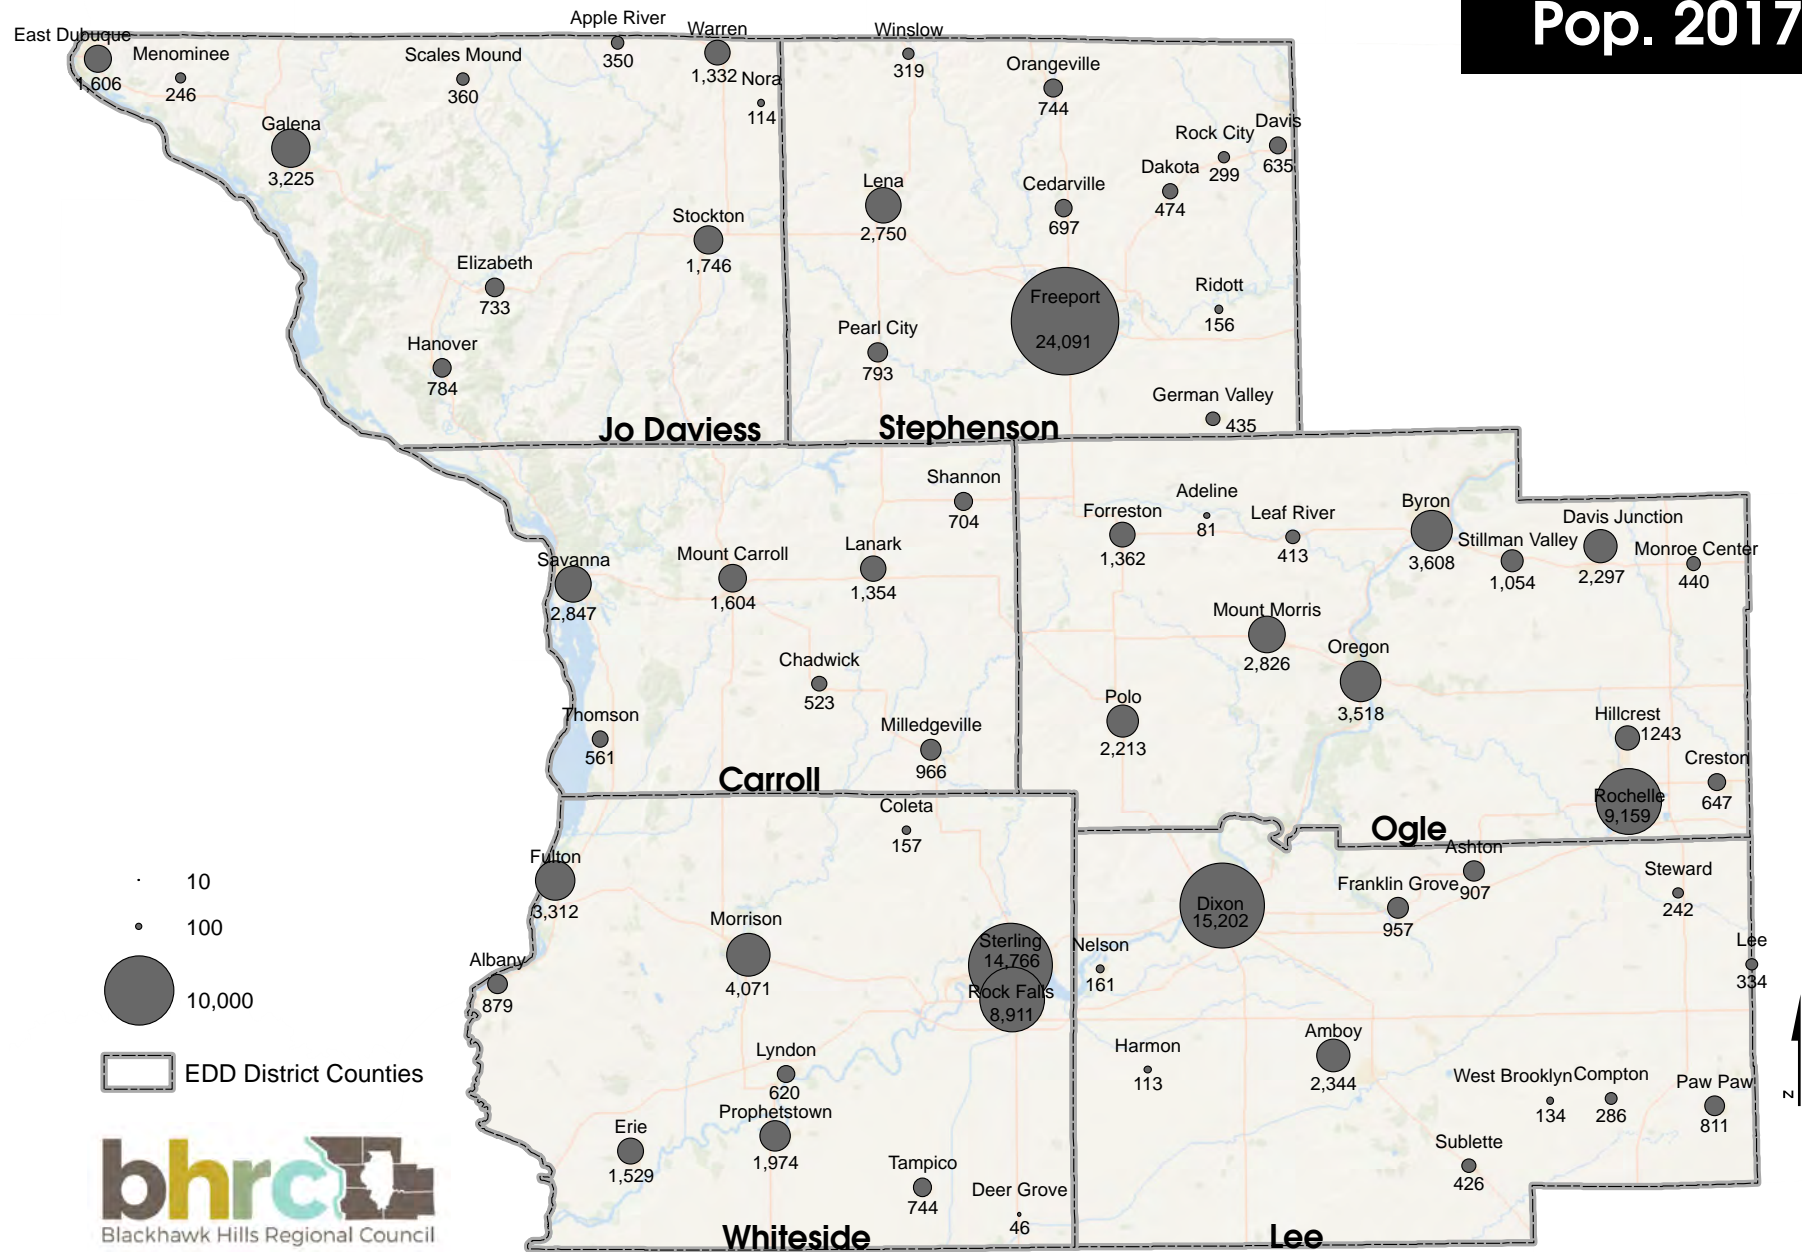 Pop. 2017
East Dubuque
1,606
Menominee
246
Galena
3,225
Scales Mound
360
Apple River
350
Warren
1,332
Nora
114
Stockton
1,746
Elizabeth
733
Hanover
784
Jo Daviess
Winslow
319
Orangeville
744
Davis
635
Rock City
299
Dakota
474
Lena
2,750
Cedarville
697
Freeport
24,091
Ridott
156
Pearl City
793
German Valley
435
Stephenson
Shannon
704
Savanna
2,847
Mount Carroll
1,604
Lanark
1,354
Chadwick
523
Thomson
561
Milledgeville
966
Carroll
Forreston
1,362
Adeline
81
Leaf River
413
Byron
3,608
Stillman Valley
1,054
Davis Junction
2,297
Monroe Center
440
Mount Morris
2,826
Oregon
3,518
Polo
2,213
Hillcrest
1243
Creston
647
Rochelle
9,159
Ogle
Coleta
157
Fulton
3,312
Morrison
4,071
Albany
879
Sterling
14,766
Rock Falls
8,911
Lyndon
620
Prophetstown
1,974
Erie
1,529
Tampico
744
Deer Grove
46
Whiteside
Dixon
15,202
Ashton
907
Franklin Grove
957
Steward
242
Nelson
161
Lee
334
Harmon
113
Amboy
2,344
West Brooklyn
134
Compton
286
Paw Paw
811
Sublette
426
Lee
10
100
10,000
EDD District Counties
bhrc
Blackhawk Hills Regional Council
N